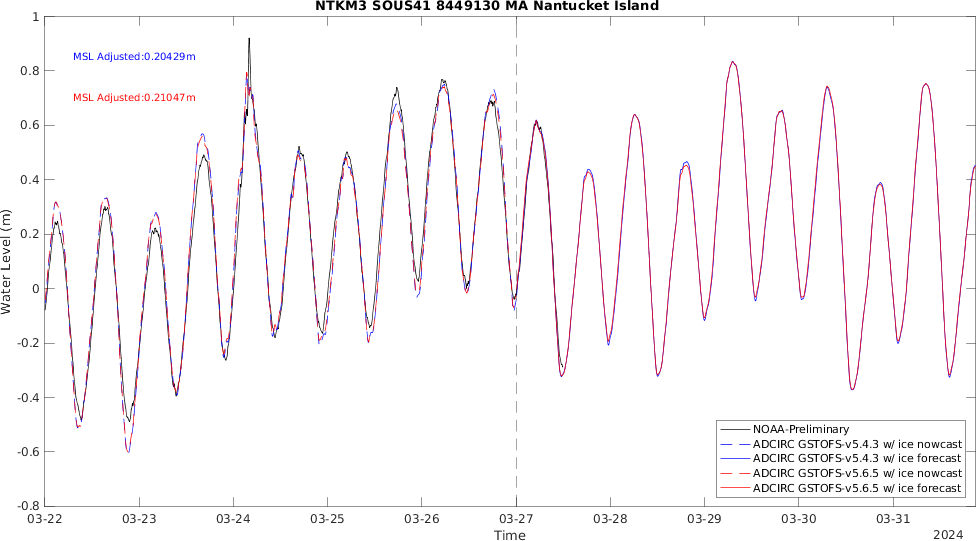 NTKM3 SOUS41 8449130 MA Nantucket Island
1
MSL Adjusted:0.20429m
0.8
MSL Adjusted:0.21047m
0.6
0.4
0.2
0
-0.2
-0.4
-0.6
-0.8
Water Level (m)
NOAA-Preliminary
ADCIRC GSTOFS-v5.4.3 w/ ice nowcast
ADCIRC GSTOFS-v5.4.3 w/ ice forecast
ADCIRC GSTOFS-v5.6.5 w/ ice nowcast
ADCIRC GSTOFS-v5.6.5 w/ ice forecast
03-22 03-23 03-24 03-25 03-26 03-27 03-28 03-29 03-30 03-31
Time
2024